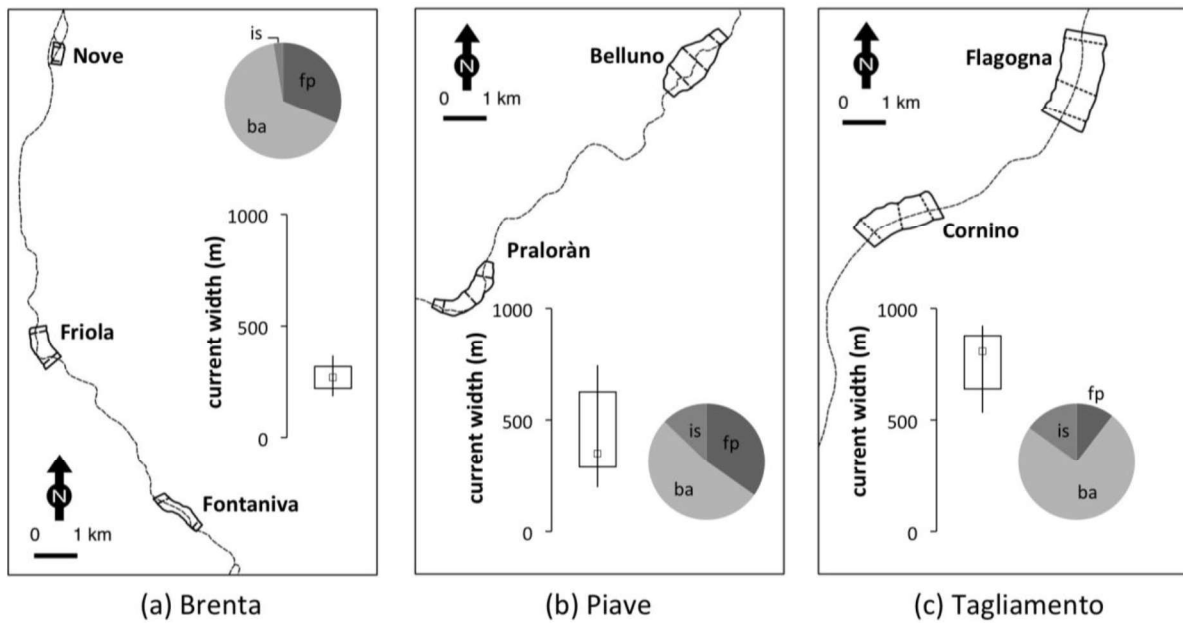 Nove
is
fp
ba
1000
500
0
current width (m)
Friola
N
0 1 km
Fontaniva
(a) Brenta
Belluno
N
0 1 km
Praloràn
1000
500
0
current width (m)
is
fp
ba
(b) Piave
Flagogna
N
0 1 km
Cornino
1000
500
0
current width (m)
fp
is
ba
(c) Tagliamento